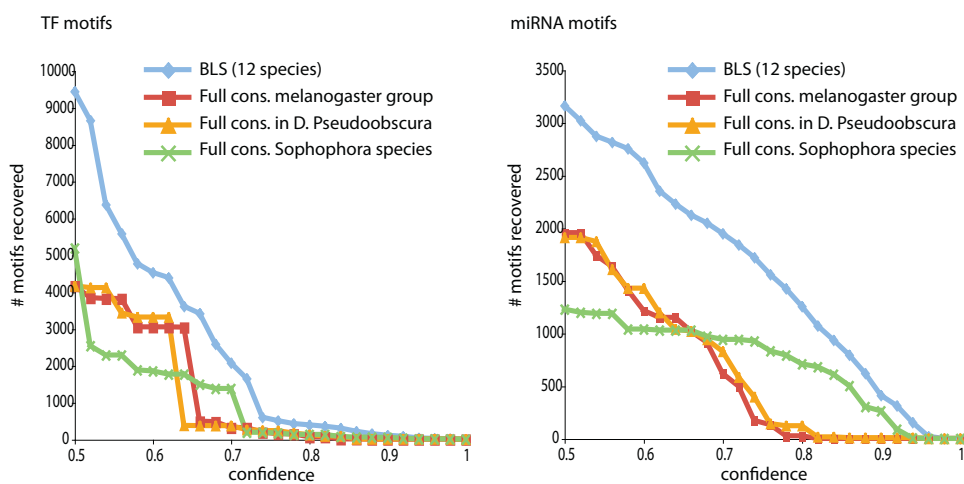 TF motifs
10000
9000
8000
7000
6000
5000
4000
3000
2000
1000
0
# motifs recovered
BLS (12 species)
Full cons. melanogaster group
Full cons. in D. Pseudoobscura
Full cons. Sophophora species
0.5 0.6 0.7 0.8 0.9 1
confidence
miRNA motifs
3500
3000
2500
2000
1500
1000
500
0
# motifs recovered
BLS (12 species)
Full cons. melanogaster group
Full cons. in D. Pseudoobscura
Full cons. Sophophora species
0.5 0.6 0.7 0.8 0.9 1
confidence